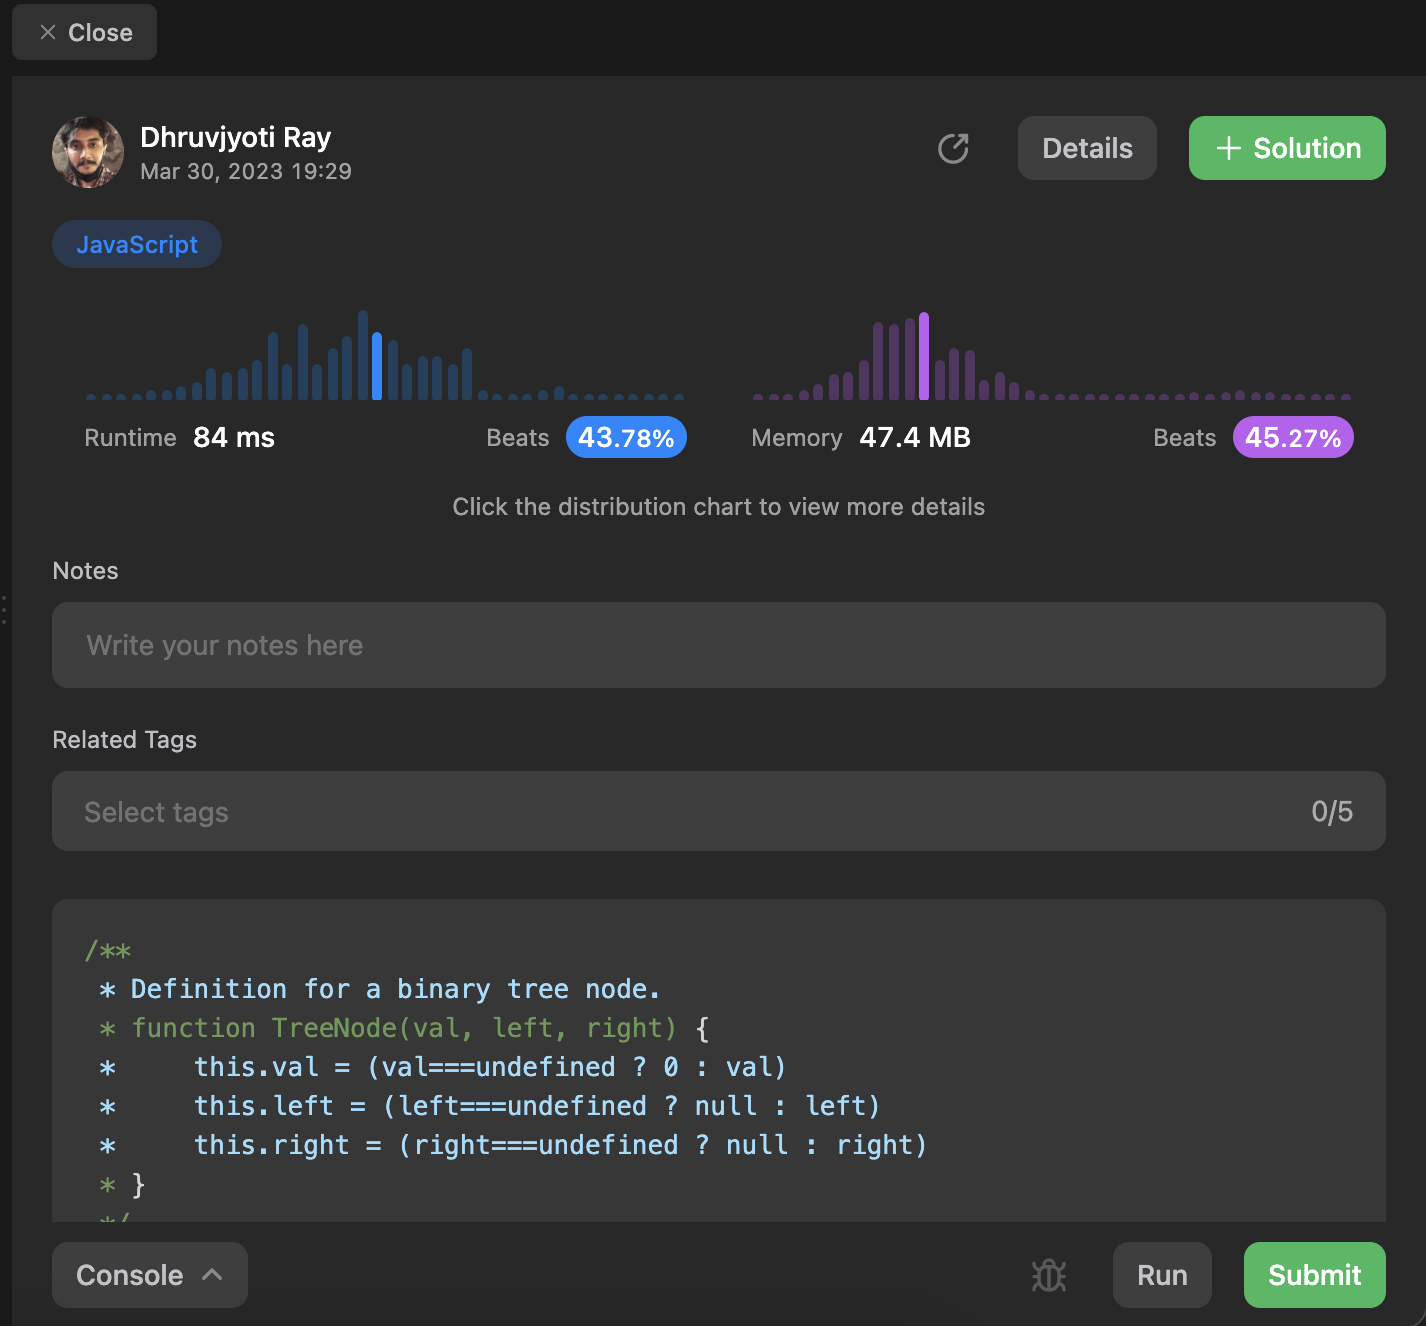 Close
Dhruvjyoti Ray
Mar 30, 2023 19:29
Details
+ Solution
JavaScript
Runtime 84 ms Beats 43.78%
Memory 47.4 MB Beats 45.27%
Click the distribution chart to view more details
Notes
Write your notes here
Related Tags
Select tags 0/5
/**
 * Definition for a binary tree node.
 * function TreeNode(val, left, right) {
 *     this.val = (val===undefined ? 0 : val)
 *     this.left = (left===undefined ? null : left)
 *     this.right = (right===undefined ? null : right)
 * }
 */
Console
Run
Submit